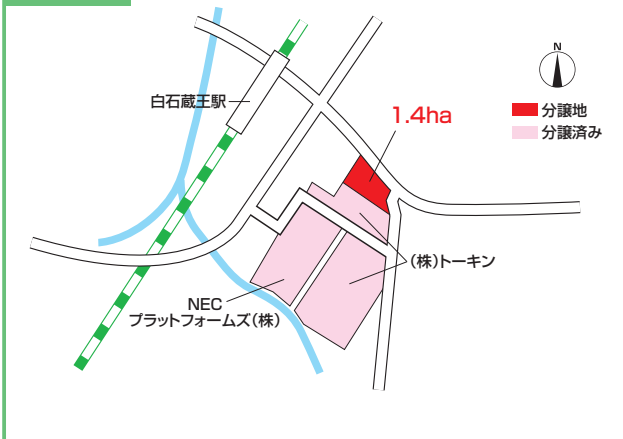 N
白石蔵王駅
1.4ha
分譲地
分譲済み
(株)トーキン
NEC
プラットフォームズ(株)